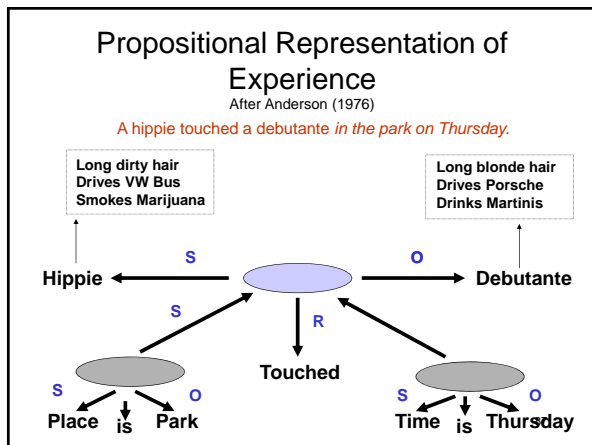 Propositional Representation of
Experience
After Anderson (1976)
A hippie touched a debutante in the park on Thursday.
Long dirty hair
Drives VW Bus
Smokes Marijuana
Long blonde hair
Drives Porsche
Drinks Martinis
S
O
Hippie
Debutante
S
R
Touched
S
O
S
O
Place
is
Park
Time
is
Thursday